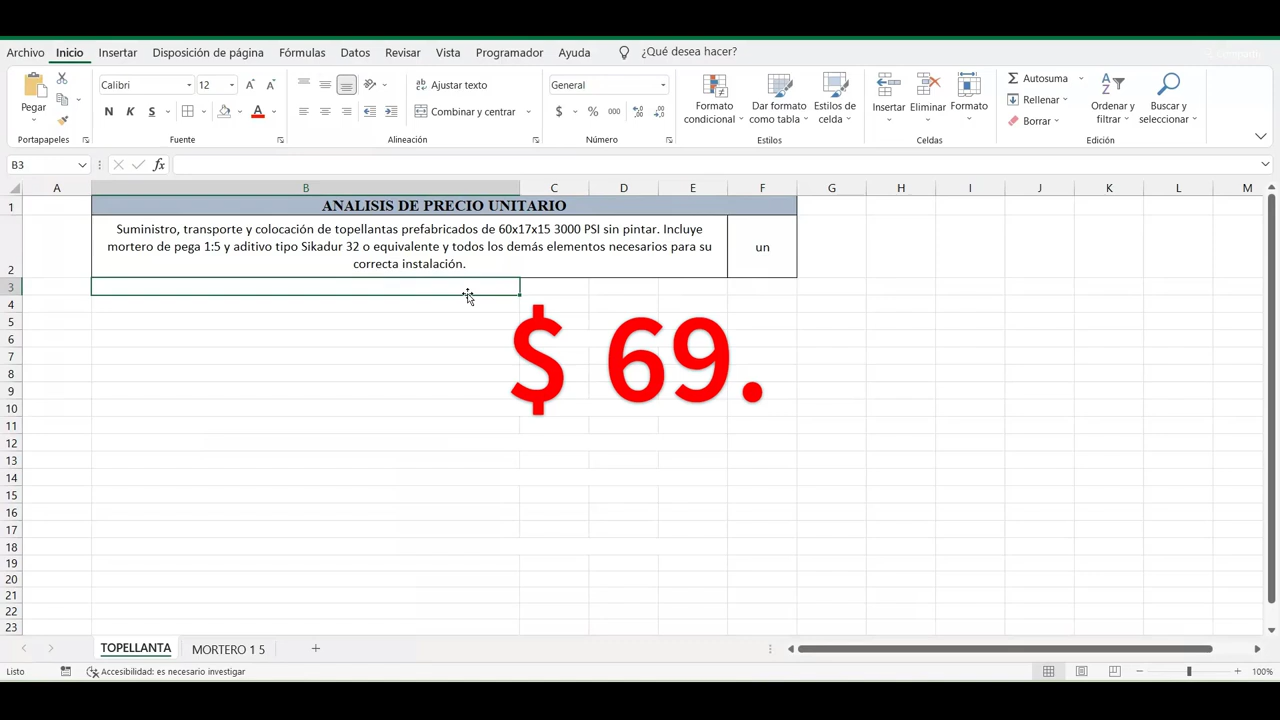 Archivo Inicio Insertar Disposición de página Fórmulas Datos Revisar Vista Programador Ayuda ¿Qué desea hacer?
Pegar
Portapapeles
Calibri 12
N K S
Fuente
Ajustar texto
Combinar y centrar
Alineación
General
$ % 000
Número
Formato condicional
Dar formato como tabla
Estilos de celda
Estilos
Insertar Eliminar Formato
Celdas
Autosuma
Rellenar
Borrar
Ordenar y filtrar
Buscar y seleccionar
Edición
B3 fx
A B C D E F G H I J K L M
1 ANALISIS DE PRECIO UNITARIO
Suministro, transporte y colocación de topellantas prefabricados de 60x17x15 3000 PSI sin pintar. Incluye
mortero de pega 1:5 y aditivo tipo Sikadur 32 o equivalente y todos los demás elementos necesarios para su
correcta instalación.
un
2
3
4
5
6
7
8
9
10
11
12
13
14
15
16
17
18
19
20
21
22
23
$ 69.
TOPELLANTA MORTERO 1 5 +
Listo Accesibilidad: es necesario investigar 100%